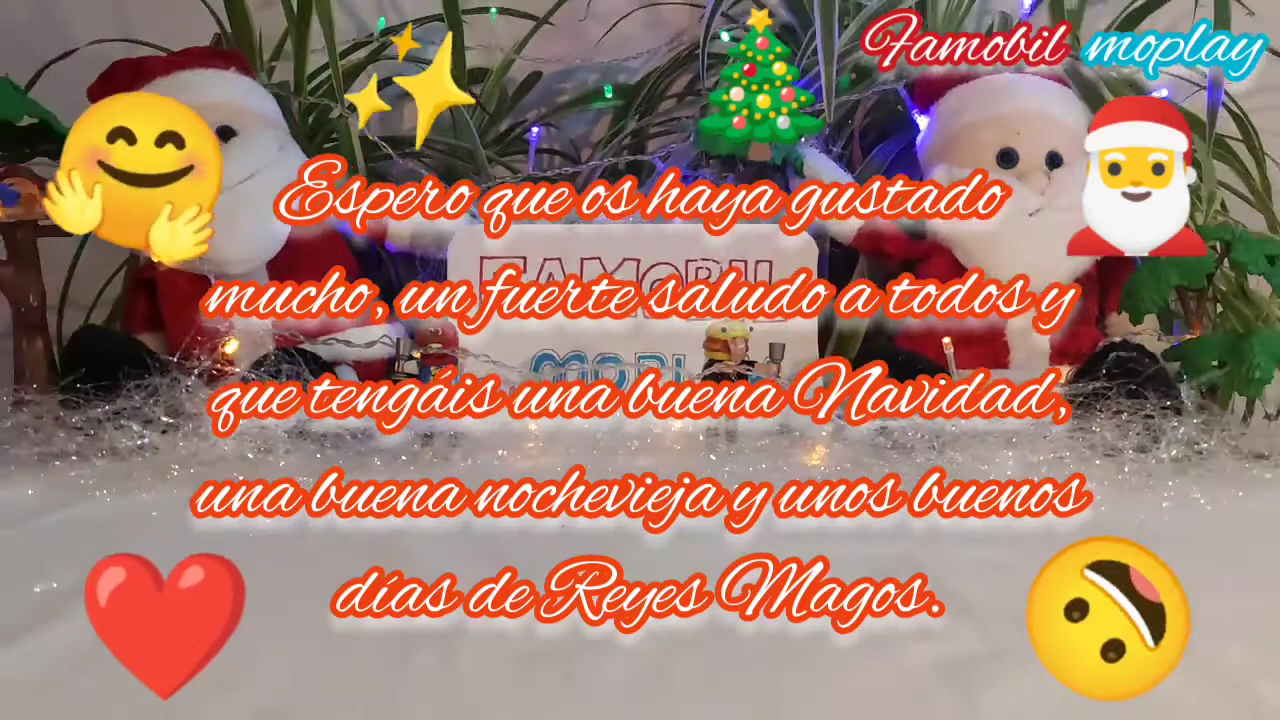 Famobil moplay
Espero que os haya gustado
mucho, un fuerte saludo a todos y
que tengáis una buena Navidad,
una buena nochevieja y unos buenos
días de Reyes Magos.
FAMOBIL